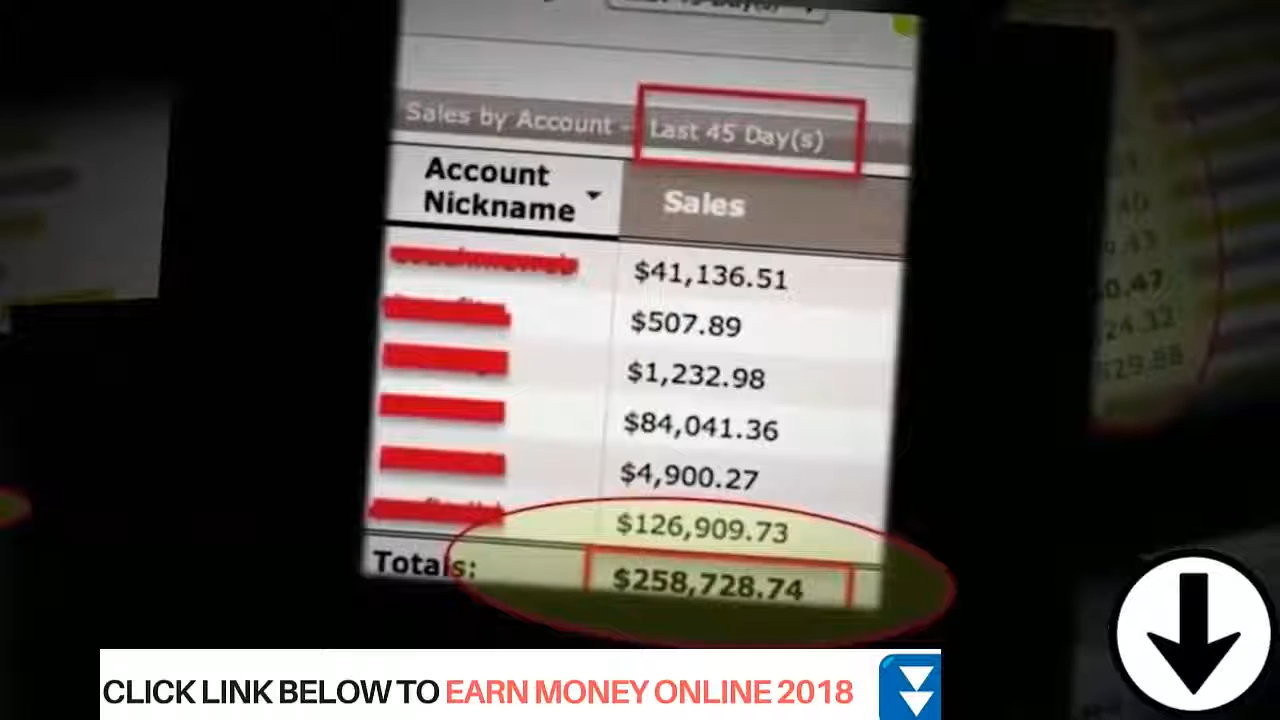 Sales by Account - Last 45 Day(s)
Account
Nickname
Sales
$41,136.51
$507.89
$1,232.98
$84,041.36
$4,900.27
$126,909.73
Totals:
$258,728.74
CLICK LINK BELOW TO EARN MONEY ONLINE 2018